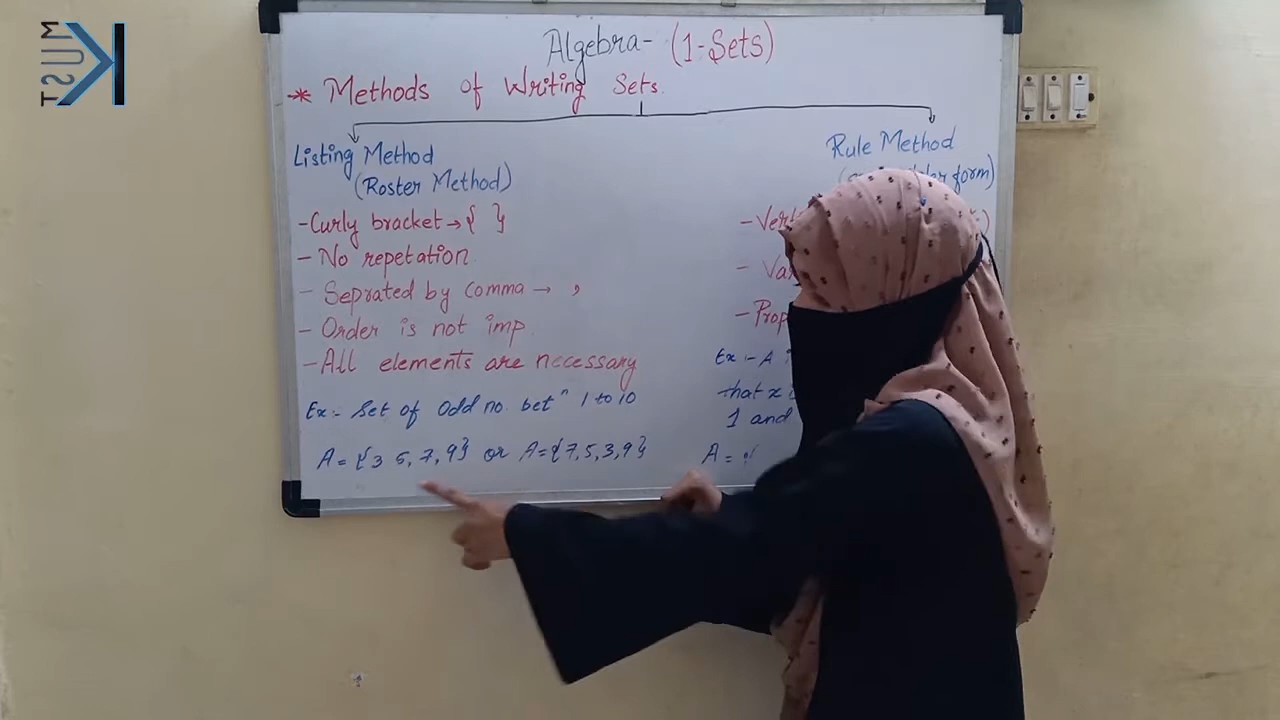 MUST
K
Algebra- (1-Sets)
* Methods of Writing Sets.
Listing Method
(Roster Method)
- Curly bracket → { }
- No repetation
- Seprated by Comma → ,
- Order is not imp.
- All elements are necessary
Ex:- Set of Odd no. betⁿ 1 to 10
A = {3 5, 7, 9} or A = {7, 5, 3, 9}
Rule Method
form)
-
-
-
Ex :- A
that x
1 and
A = {